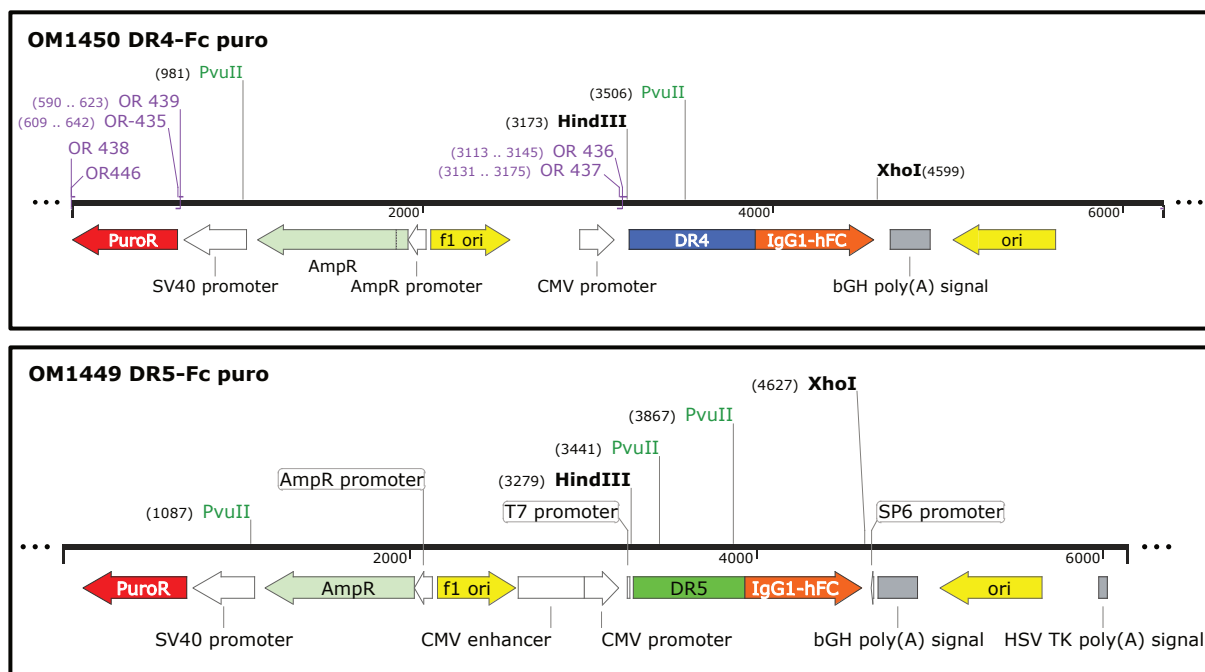 OM1450 DR4-Fc puro
(981) PvuII
(590 .. 623) OR 439
(3506) PvuII
(609 .. 642) OR-435
(3173) HindIII
OR 438
(3113 .. 3145) OR 436
OR446
(3131 .. 3175) OR 437
XhoI(4599)
... ...
2000 4000 6000
PuroR f1 ori DR4 IgG1-hFC ori
AmpR
SV40 promoter AmpR promoter CMV promoter bGH poly(A) signal
OM1449 DR5-Fc puro
(4627) XhoI
(3867) PvuII
(3441) PvuII
AmpR promoter (3279) HindIII
(1087) PvuII T7 promoter SP6 promoter
... ...
2000 4000 6000
PuroR AmpR f1 ori DR5 IgG1-hFC ori
SV40 promoter CMV enhancer CMV promoter bGH poly(A) signal HSV TK poly(A) signal